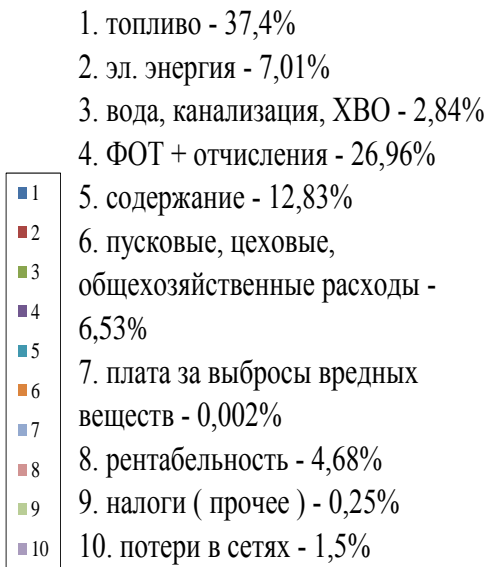 1. топливо - 37,4%
2. эл. энергия - 7,01%
3. вода, канализация, ХВО - 2,84%
4. ФОТ + отчисления - 26,96%
5. содержание - 12,83%
6. пусковые, цеховые,
общехозяйственные расходы -
6,53%
7. плата за выбросы вредных
веществ - 0,002%
8. рентабельность - 4,68%
9. налоги ( прочее ) - 0,25%
10. потери в сетях - 1,5%
1
2
3
4
5
6
7
8
9
10